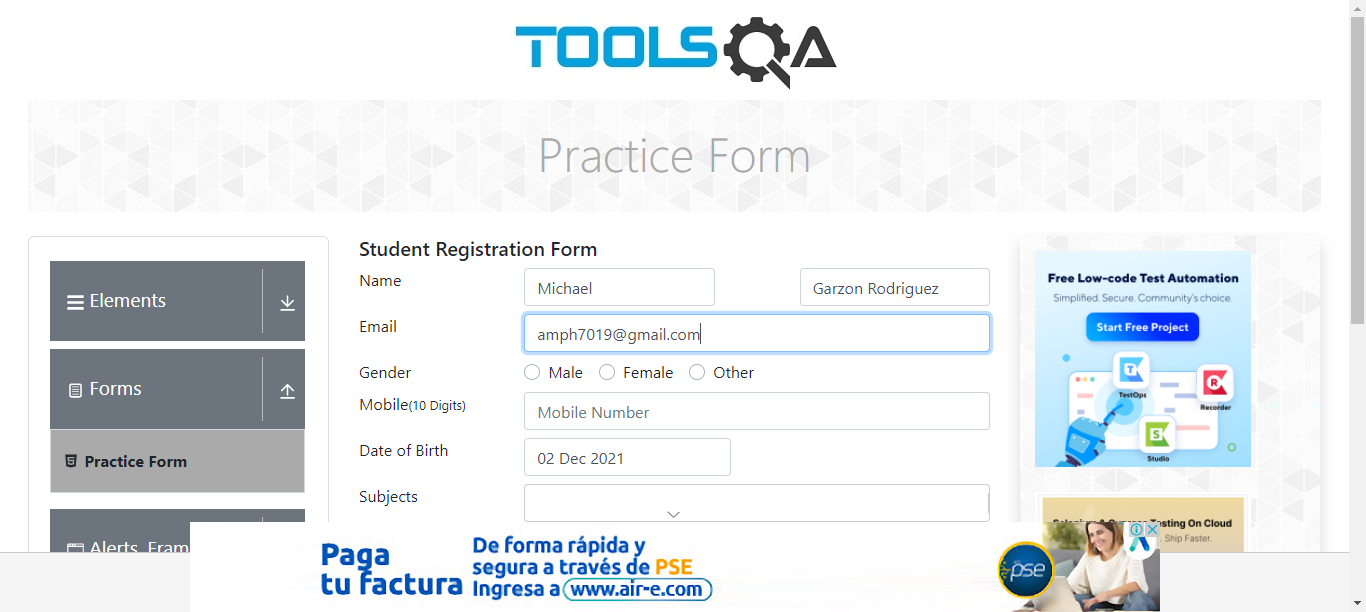 TOOLSQA
Practice Form
Elements
Forms
Practice Form
Student Registration Form
Name
Michael
Garzon Rodriguez
Email
amph7019@gmail.com
Gender
Male Female Other
Mobile(10 Digits)
Mobile Number
Date of Birth
02 Dec 2021
Subjects
Free Low-code Test Automation
Simplified. Secure. Community's choice.
Start Free Project
TestOps
Recorder
Studio
Testing On Cloud
Ship Faster.
Alerts, Fram
Paga
tu factura
De forma rápida y
segura a través de PSE
Ingresa a www.air-e.com
pse